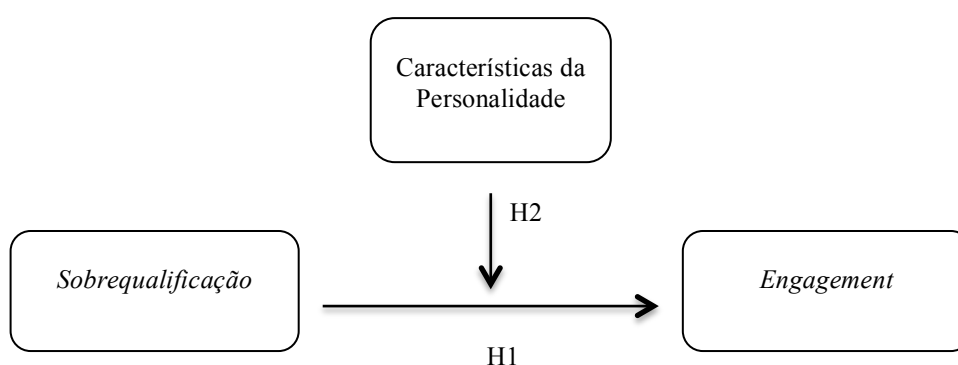 Características da
Personalidade
H2
Sobrequalificação
Engagement
H1